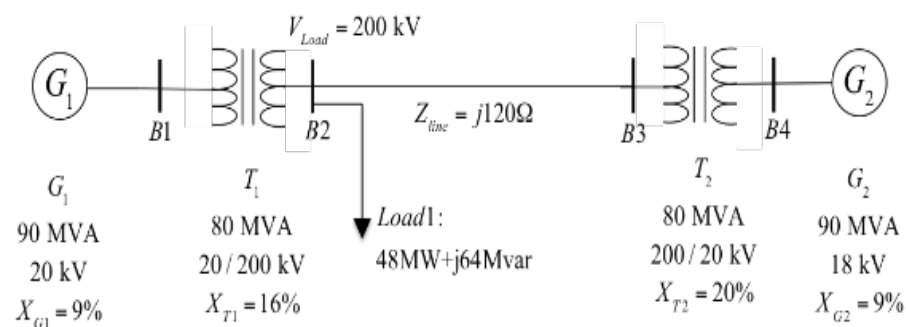 V_Load = 200 kV
G₁
G₂
B1
B2
Z_line = j120Ω
B3
B4
G₁
90 MVA
20 kV
X_G1 = 9%
T₁
80 MVA
20 / 200 kV
X_T1 = 16%
Load1:
48MW+j64Mvar
T₂
80 MVA
200 / 20 kV
X_T2 = 20%
G₂
90 MVA
18 kV
X_G2 = 9%